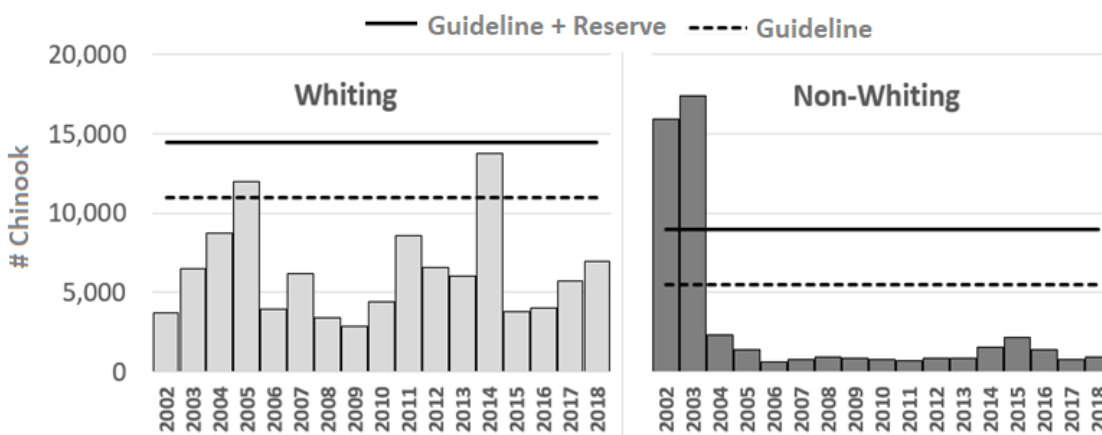 Guideline + Reserve Guideline
20,000
15,000
10,000
5,000
0
# Chinook
Whiting
Non-Whiting
2002 2003 2004 2005 2006 2007 2008 2009 2010 2011 2012 2013 2014 2015 2016 2017 2018
2002 2003 2004 2005 2006 2007 2008 2009 2010 2011 2012 2013 2014 2015 2016 2017 2018